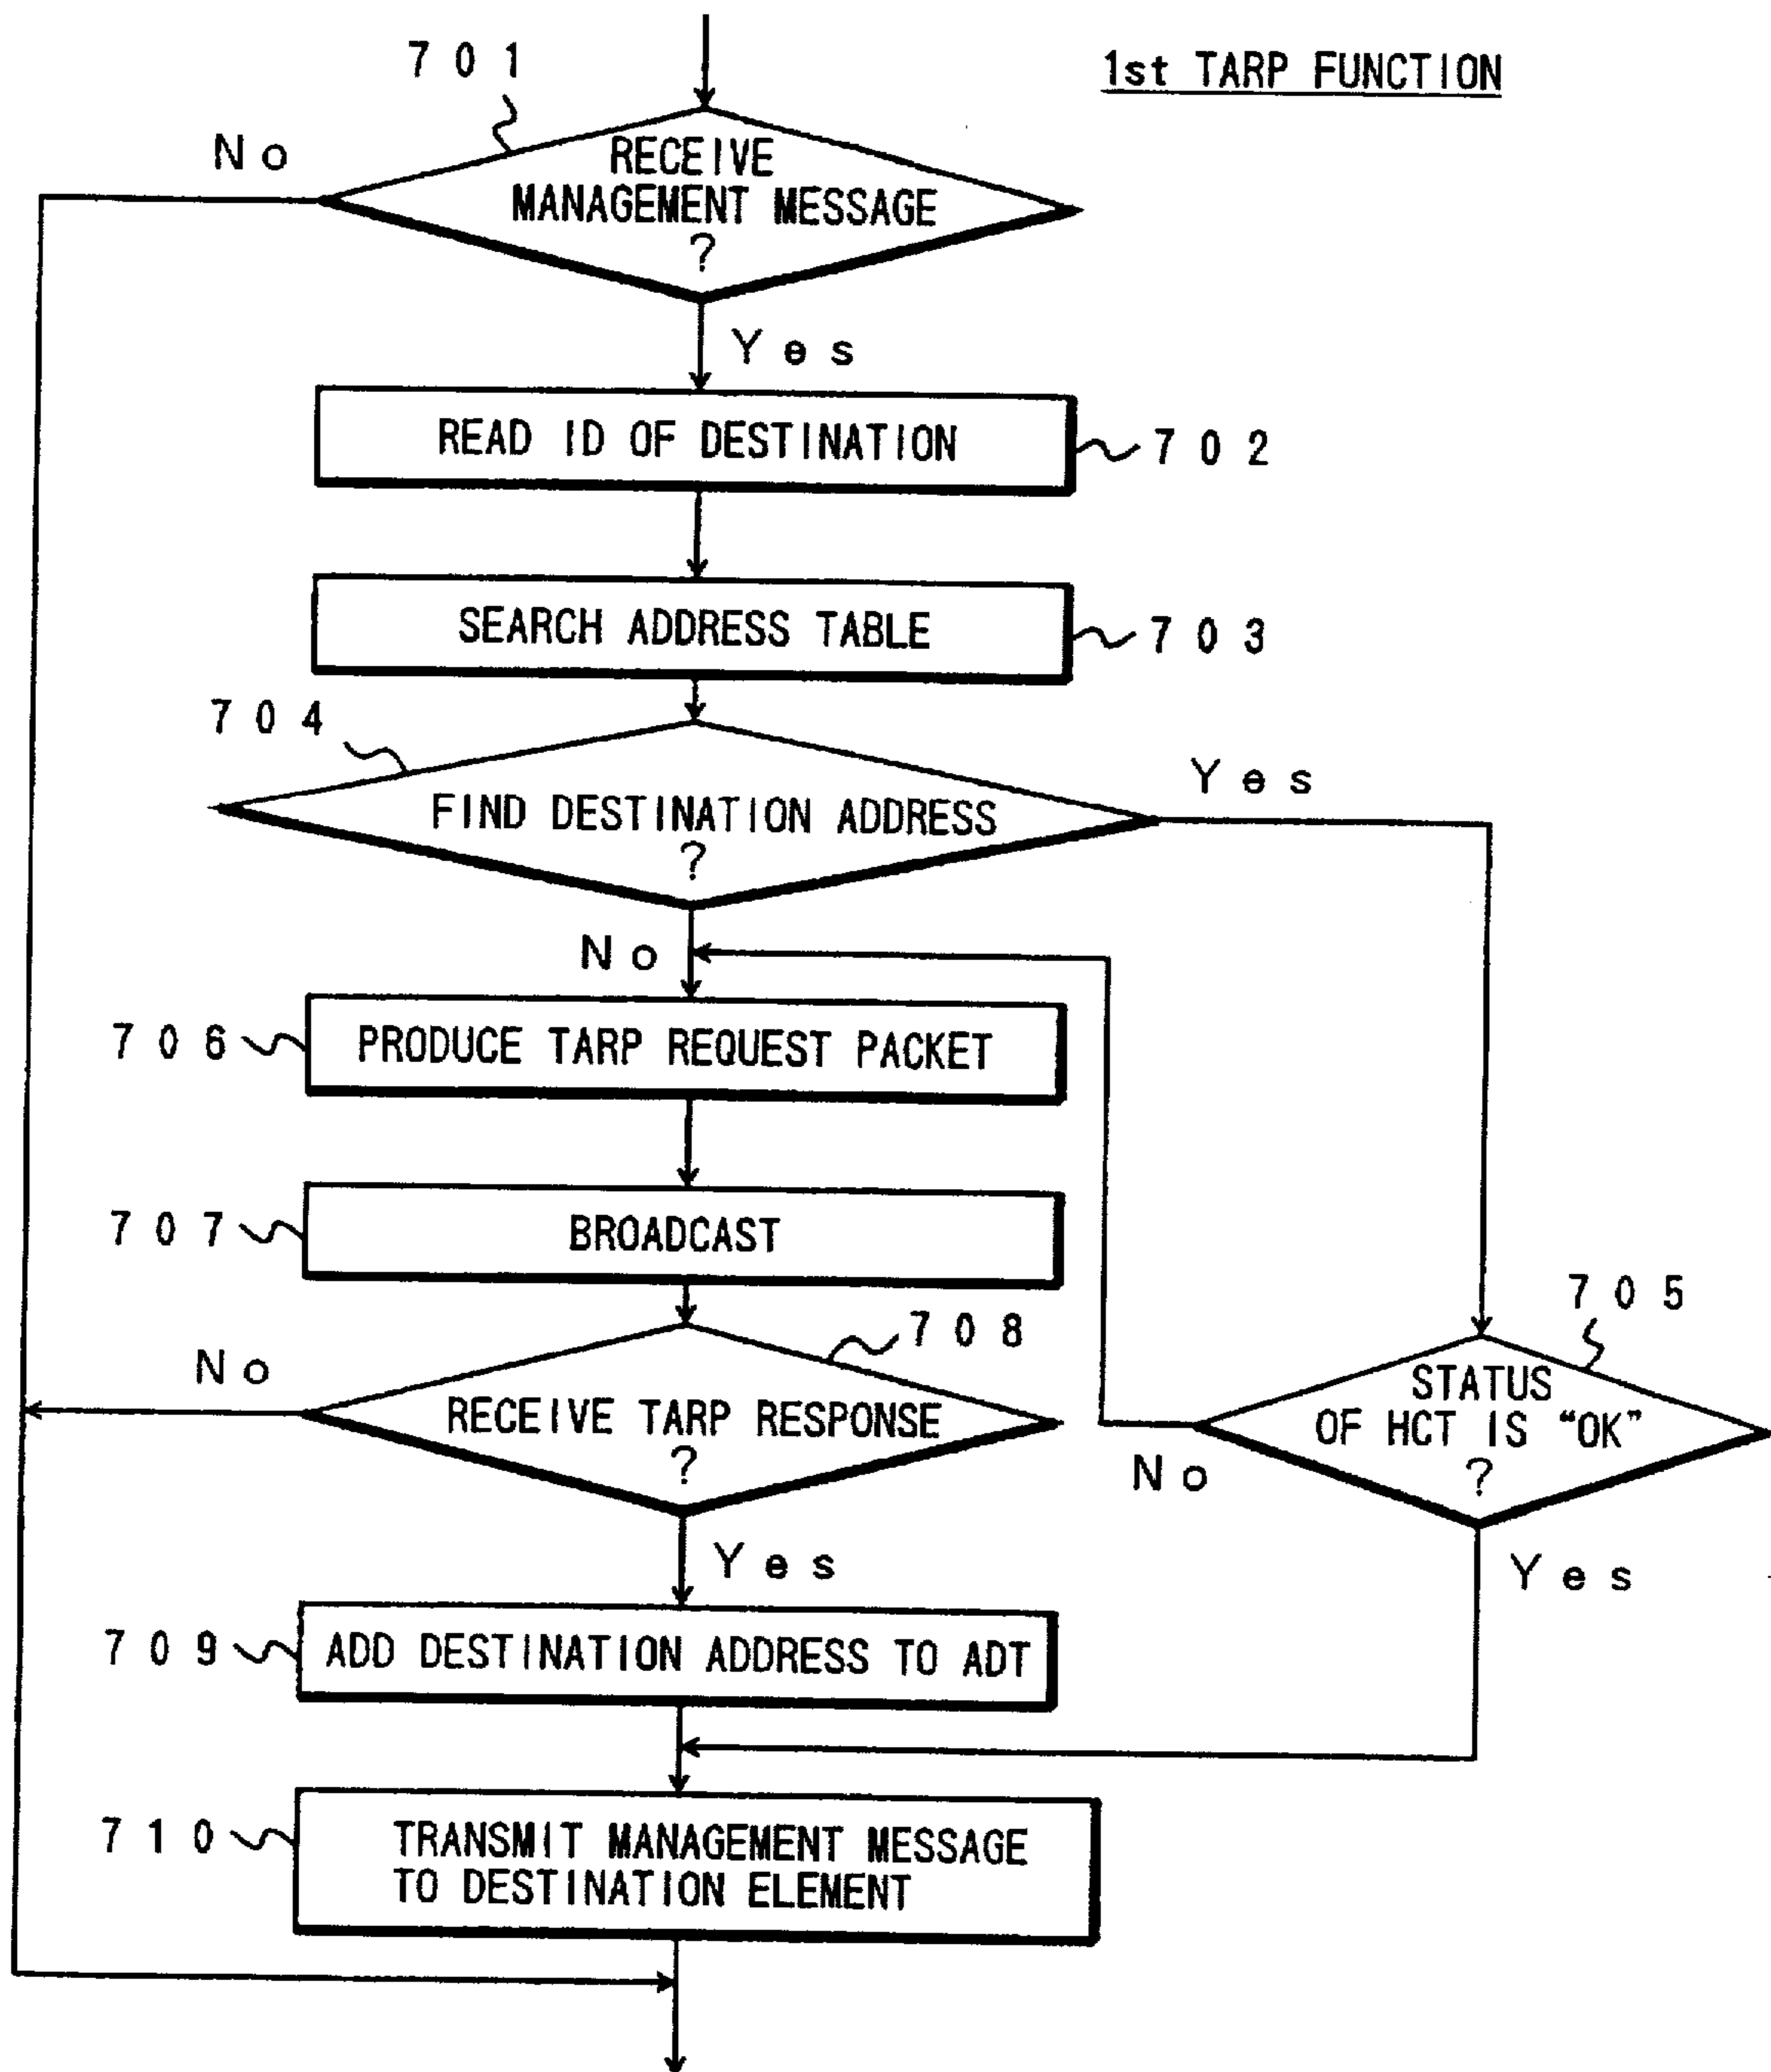 1st TARP FUNCTION
701
No
RECEIVE
MANAGEMENT MESSAGE
?
Yes
READ ID OF DESTINATION
702
SEARCH ADDRESS TABLE
703
704
Yes
FIND DESTINATION ADDRESS
?
No
706
PRODUCE TARP REQUEST PACKET
707
BROADCAST
705
708
No
RECEIVE TARP RESPONSE
?
STATUS
OF HCT IS “OK”
?
No
Yes
Yes
709
ADD DESTINATION ADDRESS TO ADT
710
TRANSMIT MANAGEMENT MESSAGE
TO DESTINATION ELEMENT